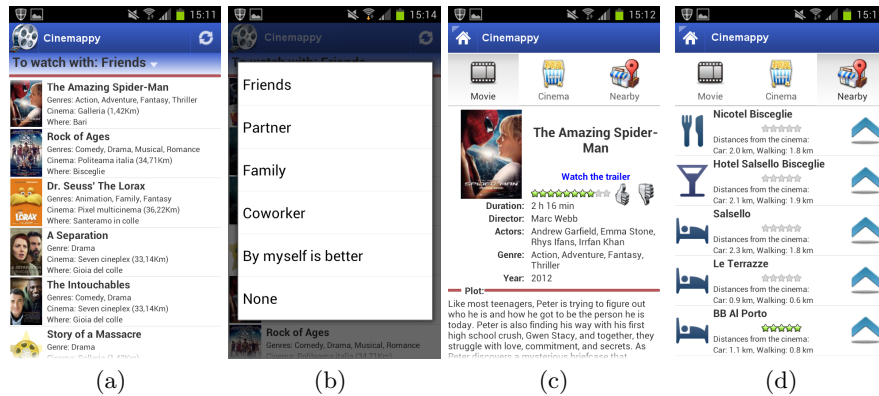 15:11
Cinemappy
To watch with: Friends
The Amazing Spider-Man
Genres: Action, Adventure, Fantasy, Thriller
Cinema: Galleria (1,42Km)
Where: Bari
Rock of Ages
Genres: Comedy, Drama, Musical, Romance
Cinema: Politeama italia (34,71Km)
Where: Bisceglie
Dr. Seuss' The Lorax
Genres: Animation, Family, Fantasy
Cinema: Pixel multicinema (36,22Km)
Where: Santeramo in colle
A Separation
Genre: Drama
Cinema: Seven cineplex (33,14Km)
Where: Gioia del colle
The Intouchables
Genres: Comedy, Drama
Cinema: Seven cineplex (33,14Km)
Where: Gioia del colle
Story of a Massacre
Genre: Drama
(a)
15:14
Cinemappy
Friends
Partner
Family
Coworker
By myself is better
None
Rock of Ages
Genres: Comedy, Drama, Musical, Romance
Cinema: Politeama italia (34,71Km)
(b)
15:12
Cinemappy
Movie Cinema Nearby
The Amazing Spider-
Man
Watch the trailer
Duration: 2 h 16 min
Director: Marc Webb
Actors: Andrew Garfield, Emma Stone,
Rhys Ifans, Irrfan Khan
Genre: Action, Adventure, Fantasy,
Thriller
Year: 2012
Plot:
Like most teenagers, Peter is trying to figure out
who he is and how he got to be the person he is
today. Peter is also finding his way with his first
high school crush, Gwen Stacy, and together, they
struggle with love, commitment, and secrets. As
Peter discovers a mysterious briefcase that
(c)
15:1
Cinemappy
Movie Cinema Nearby
Nicotel Bisceglie
Distances from the cinema:
Car: 2.0 km, Walking: 1.8 km
Hotel Salsello Bisceglie
Distances from the cinema:
Car: 2.1 km, Walking: 1.9 km
Salsello
Distances from the cinema:
Car: 2.3 km, Walking: 1.8 km
Le Terrazze
Distances from the cinema:
Car: 0.9 km, Walking: 0.6 km
BB Al Porto
Distances from the cinema:
Car: 1.1 km, Walking: 0.8 km
(d)